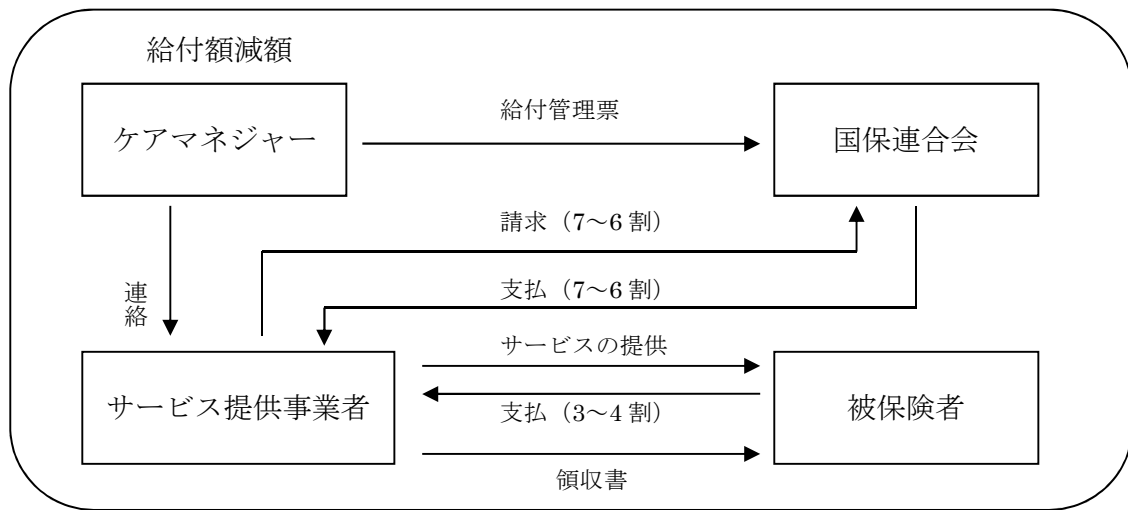 給付額減額
ケアマネジャー
給付管理票
国保連合会
請求（7～6 割）
連絡
支払（7～6 割）
サービスの提供
サービス提供事業者
支払（3～4 割）
被保険者
領収書